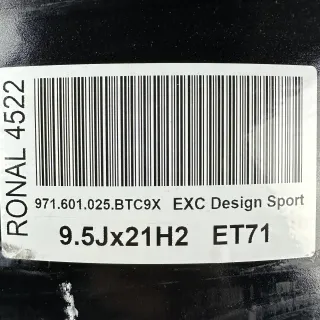 RONAL 4522
971.601.025.BTC9X EXC Design Sport
9.5Jx21H2 ET71